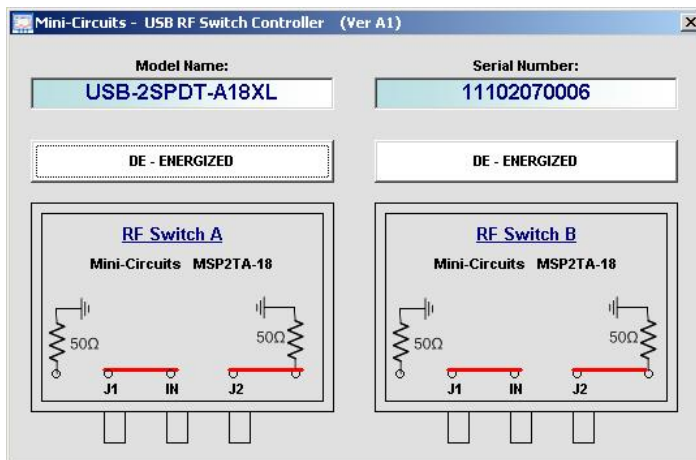 Mini-Circuits - USB RF Switch Controller (Ver A1)
Model Name:
USB-2SPDT-A18XL
Serial Number:
11102070006
DE - ENERGIZED
DE - ENERGIZED
RF Switch A
Mini-Circuits MSP2TA-18
50Ω
50Ω
J1 IN J2
RF Switch B
Mini-Circuits MSP2TA-18
50Ω
50Ω
J1 IN J2